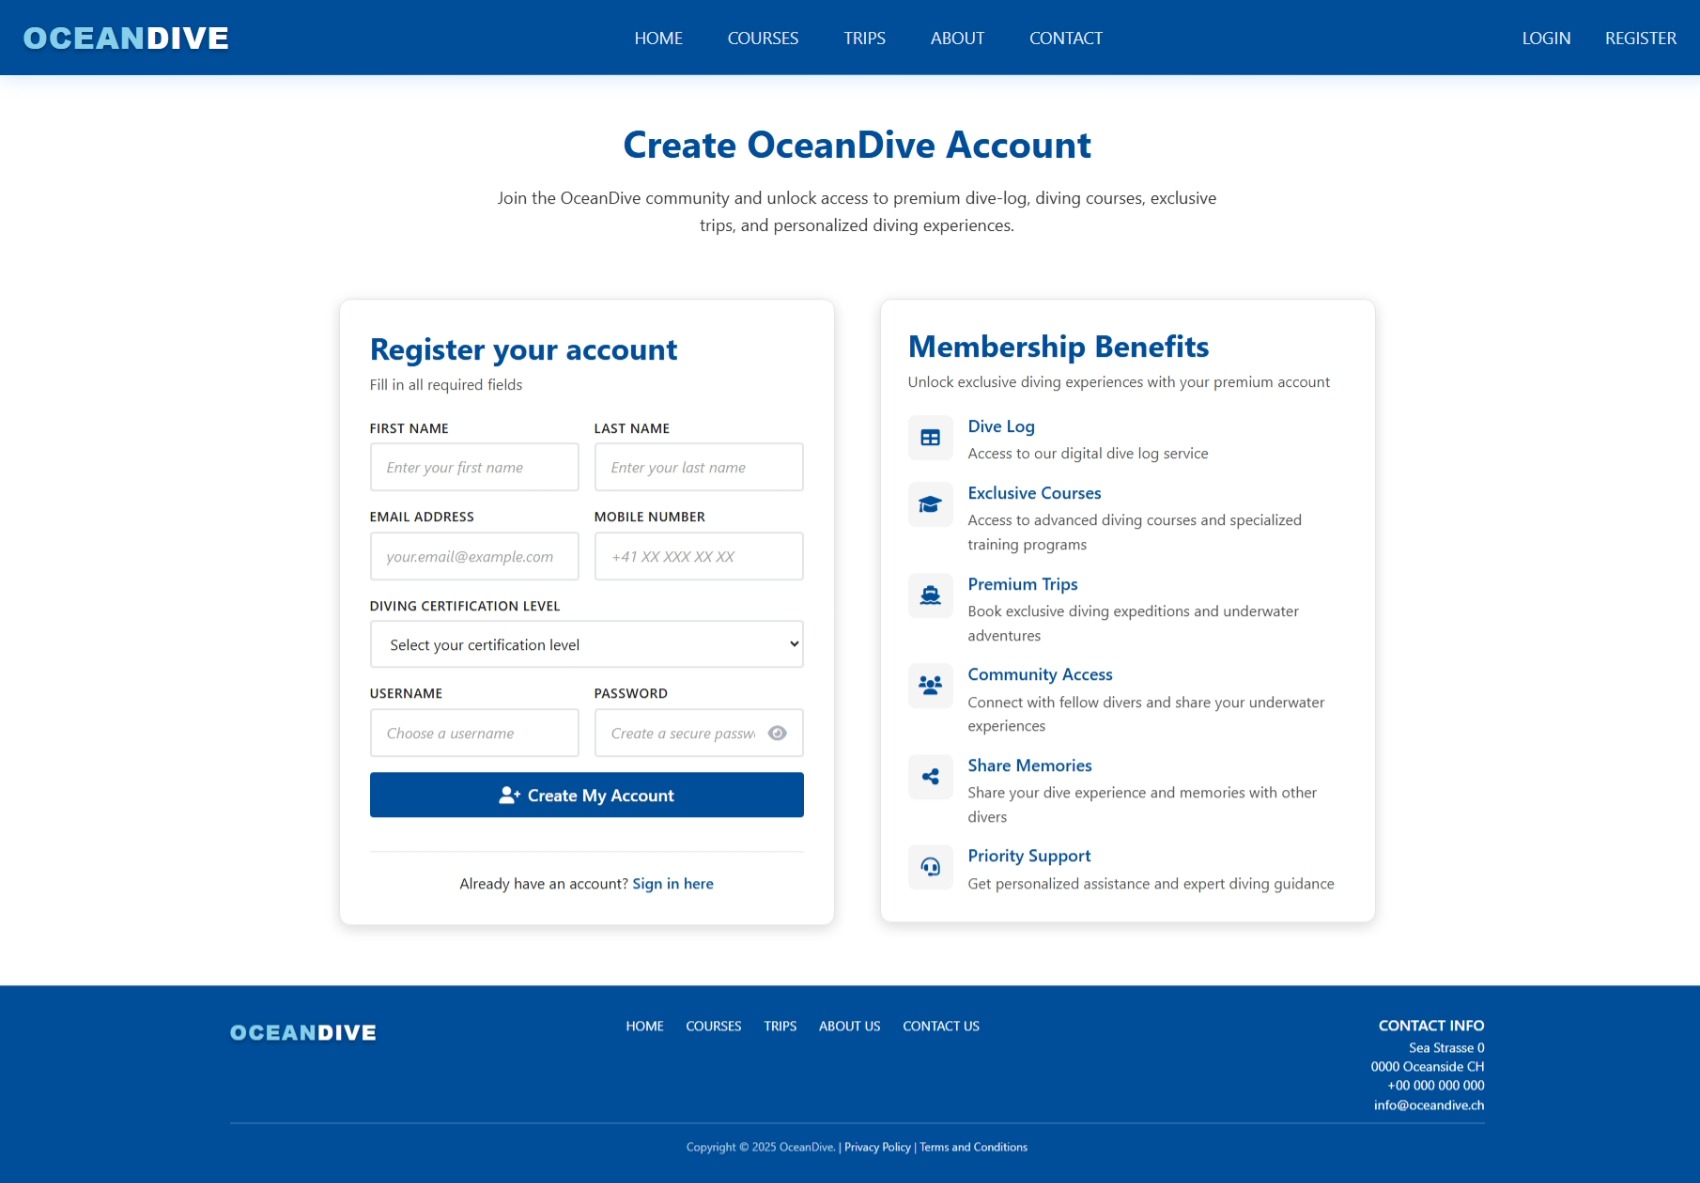 OCEANDIVE
HOME COURSES TRIPS ABOUT CONTACT
LOGIN REGISTER
Create OceanDive Account
Join the OceanDive community and unlock access to premium dive-log, diving courses, exclusive
trips, and personalized diving experiences.
Register your account
Fill in all required fields
FIRST NAME LAST NAME
Enter your first name Enter your last name
EMAIL ADDRESS MOBILE NUMBER
your.email@example.com +41 XX XXX XX XX
DIVING CERTIFICATION LEVEL
Select your certification level
USERNAME PASSWORD
Choose a username Create a secure
Create My Account
Already have an account? Sign in here
Membership Benefits
Unlock exclusive diving experiences with your premium account
Dive Log
Access to our digital dive log service
Exclusive Courses
Access to advanced diving courses and specialized
training programs
Premium Trips
Book exclusive diving expeditions and underwater
adventures
Community Access
Connect with fellow divers and share your underwater
experiences
Share Memories
Share your dive experience and memories with other
divers
Priority Support
Get personalized assistance and expert diving guidance
OCEANDIVE
HOME COURSES TRIPS ABOUT US CONTACT US
CONTACT INFO
Sea Strasse 0
0000 Oceanside CH
+00 000 000 000
info@oceandive.ch
Copyright © 2025 OceanDive. | Privacy Policy | Terms and Conditions